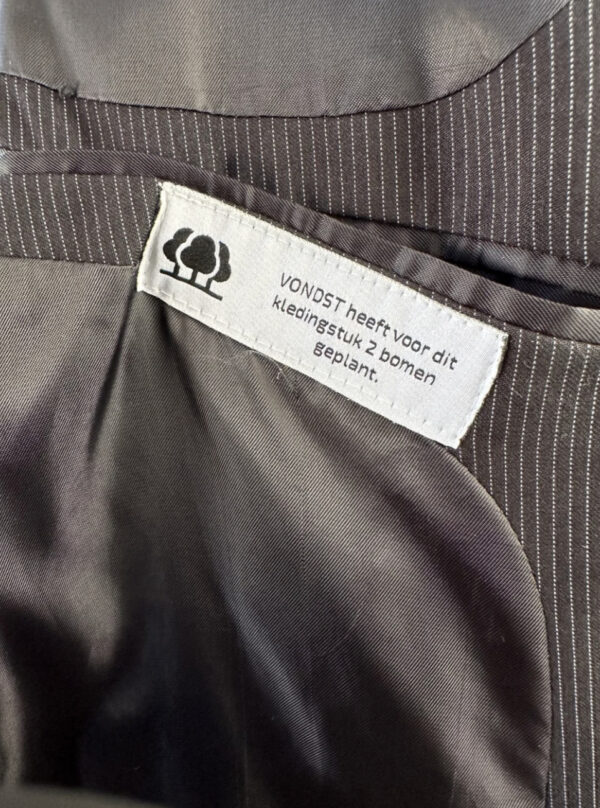 VONDST heeft voor dit
kledingstuk 2 bomen
geplant.